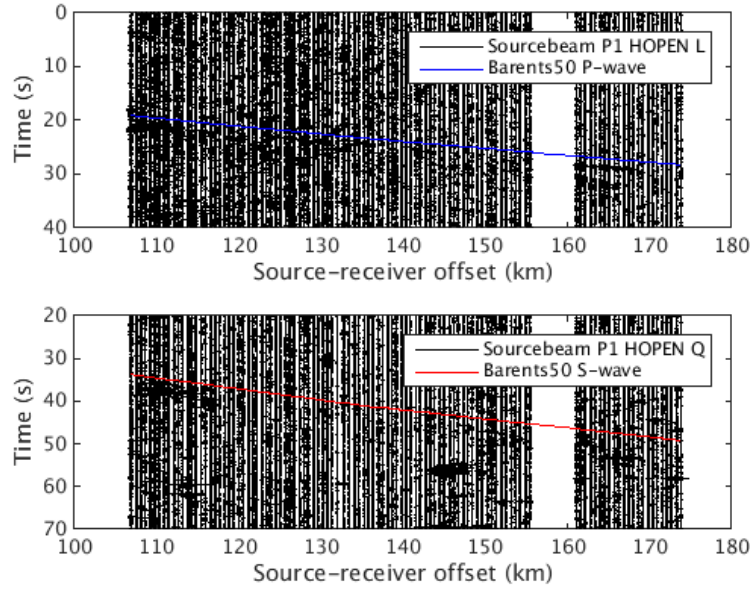 0
10
20
30
40
Time (s)
Sourcebeam P1 HOPEN L
Barents50 P-wave
100 110 120 130 140 150 160 170 180
Source-receiver offset (km)
20
30
40
50
60
70
Time (s)
Sourcebeam P1 HOPEN Q
Barents50 S-wave
100 110 120 130 140 150 160 170 180
Source-receiver offset (km)